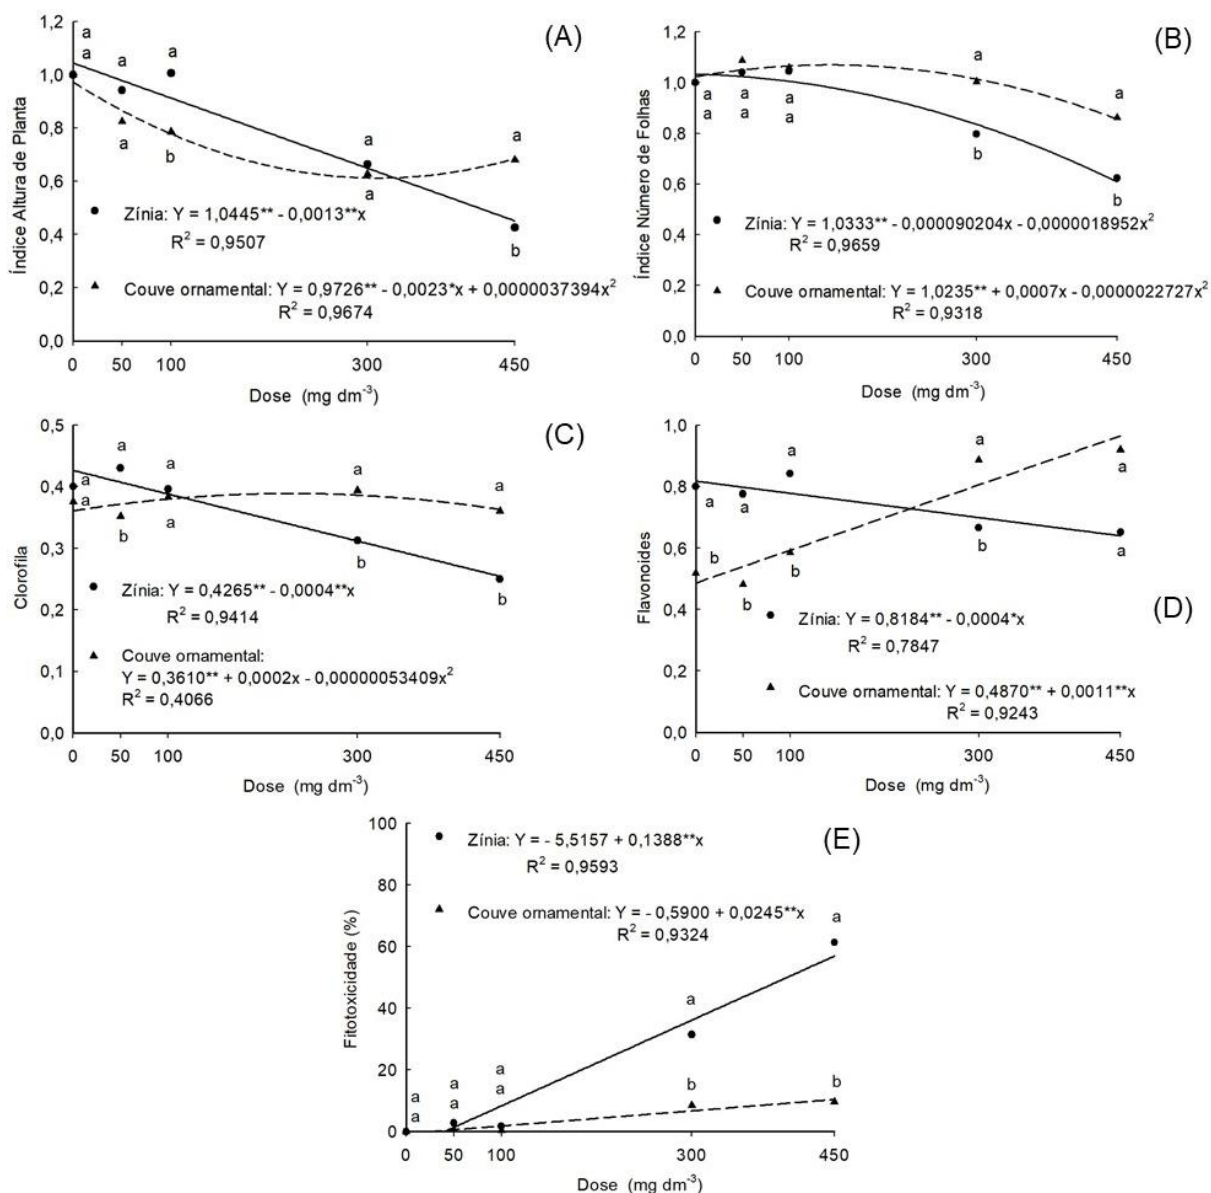 (A)
Índice Altura de Planta
1,2
1,0
0,8
0,6
0,4
0,2
0,0
a
a
a
a
a
b
a
a
a
b
Zínia: Y = 1,0445** - 0,0013**x
R² = 0,9507
Couve ornamental: Y = 0,9726** - 0,0023*x + 0,0000037394x²
R² = 0,9674
0 50 100 300 450
Dose (mg dm⁻³)
(B)
Índice Número de Folhas
1,2
1,0
0,8
0,6
0,4
0,2
0,0
a
a
a
a
a
a
a
b
a
b
Zínia: Y = 1,0333** - 0,000090204x - 0,0000018952x²
R² = 0,9659
Couve ornamental: Y = 1,0235** + 0,0007x - 0,0000022727x²
R² = 0,9318
0 50 100 300 450
Dose (mg dm⁻³)
(C)
Clorofila
0,5
0,4
0,3
0,2
0,1
0,0
a
a
a
b
a
a
a
b
a
b
Zínia: Y = 0,4265** - 0,0004**x
R² = 0,9414
Couve ornamental:
Y = 0,3610** + 0,0002x - 0,00000053409x²
R² = 0,4066
0 50 100 300 450
Dose (mg dm⁻³)
(D)
Flavonoides
1,0
0,8
0,6
0,4
0,2
0,0
a
b
a
b
a
b
a
b
a
a
Zínia: Y = 0,8184** - 0,0004*x
R² = 0,7847
Couve ornamental: Y = 0,4870** + 0,0011**x
R² = 0,9243
0 50 100 300 450
Dose (mg dm⁻³)
(E)
Fitotoxicidade (%)
100
80
60
40
20
0
Zínia: Y = - 5,5157 + 0,1388**x
R² = 0,9593
Couve ornamental: Y = - 0,5900 + 0,0245**x
R² = 0,9324
a
a
a
a
a
a
a
b
a
b
0 50 100 300 450
Dose (mg dm⁻³)